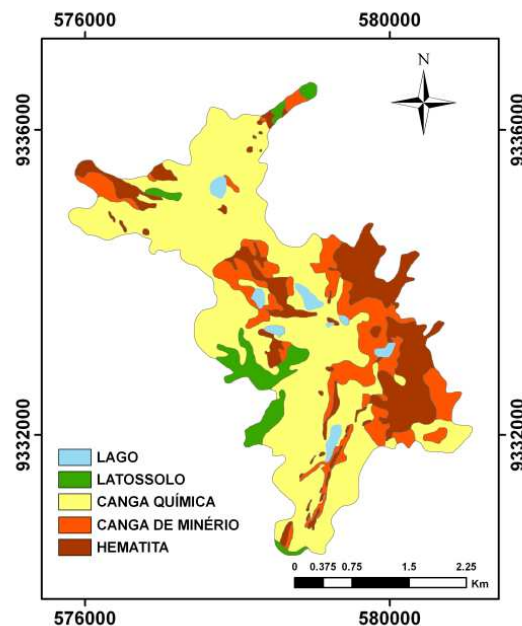 576000 580000
N
9336000 9336000
9332000 9332000
LAGO
LATOSSOLO
CANGA QUÍMICA
CANGA DE MINÉRIO
HEMATITA
0 0.375 0.75 1.5 2.25
Km
576000 580000